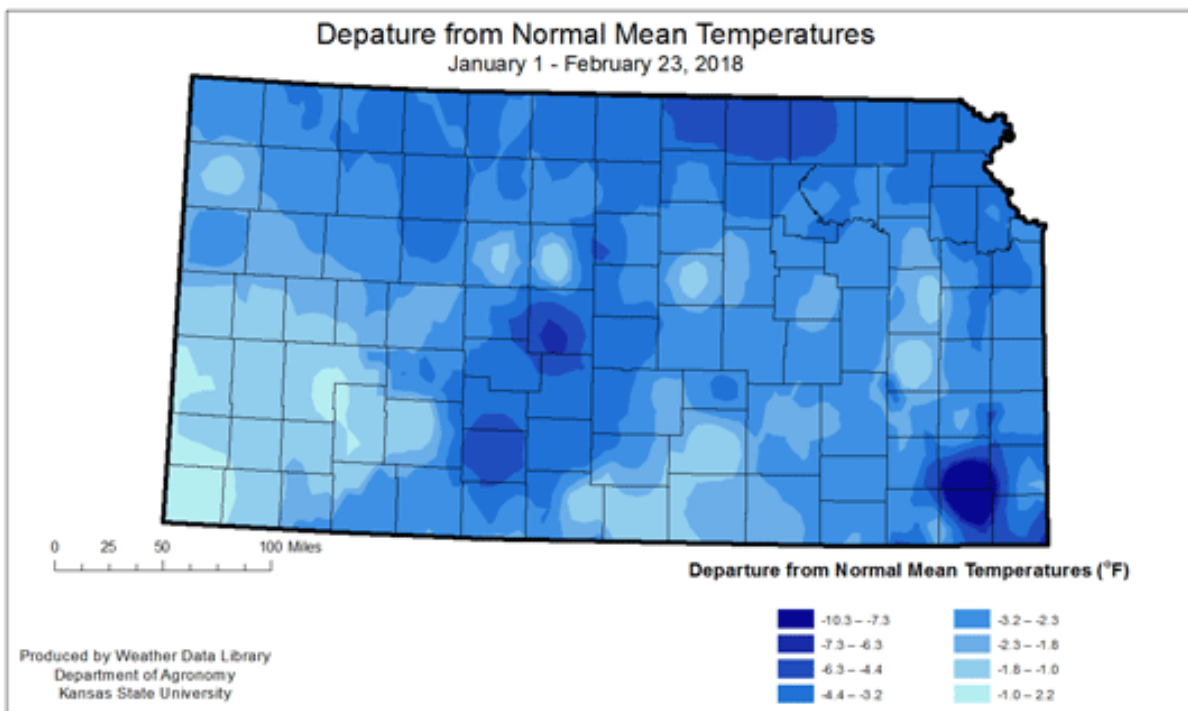 Depature from Normal Mean Temperatures
January 1 - February 23, 2018
0 25 50 100 Miles
Departure from Normal Mean Temperatures (°F)
-10.3 – -7.3
-7.3 – -6.3
-6.3 – -4.4
-4.4 – -3.2
-3.2 – -2.3
-2.3 – -1.8
-1.8 – -1.0
-1.0 – 2.2
Produced by Weather Data Library
Department of Agronomy
Kansas State University